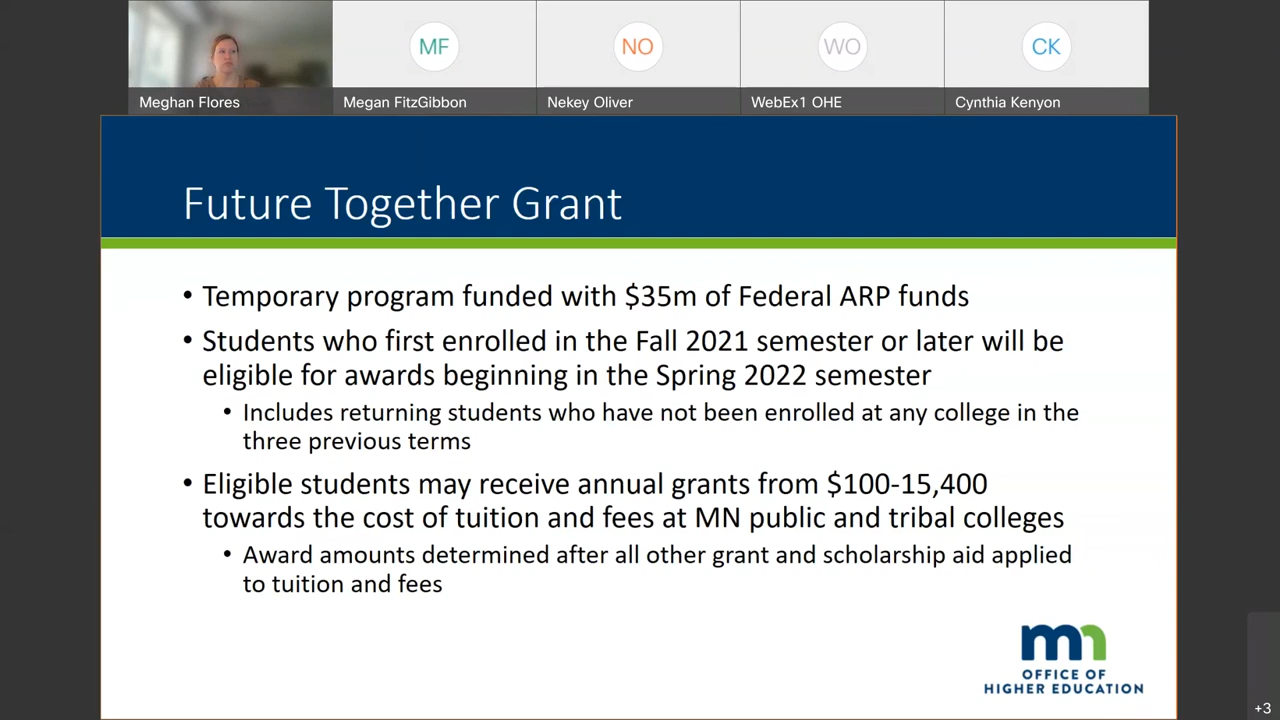 MF
NO
WO
CK
Meghan Flores
Megan FitzGibbon
Nekey Oliver
WebEx1 OHE
Cynthia Kenyon
Future Together Grant
• Temporary program funded with $35m of Federal ARP funds
• Students who first enrolled in the Fall 2021 semester or later will be
eligible for awards beginning in the Spring 2022 semester
• Includes returning students who have not been enrolled at any college in the
three previous terms
• Eligible students may receive annual grants from $100-15,400
towards the cost of tuition and fees at MN public and tribal colleges
• Award amounts determined after all other grant and scholarship aid applied
to tuition and fees
mn
OFFICE OF
HIGHER EDUCATION
+3